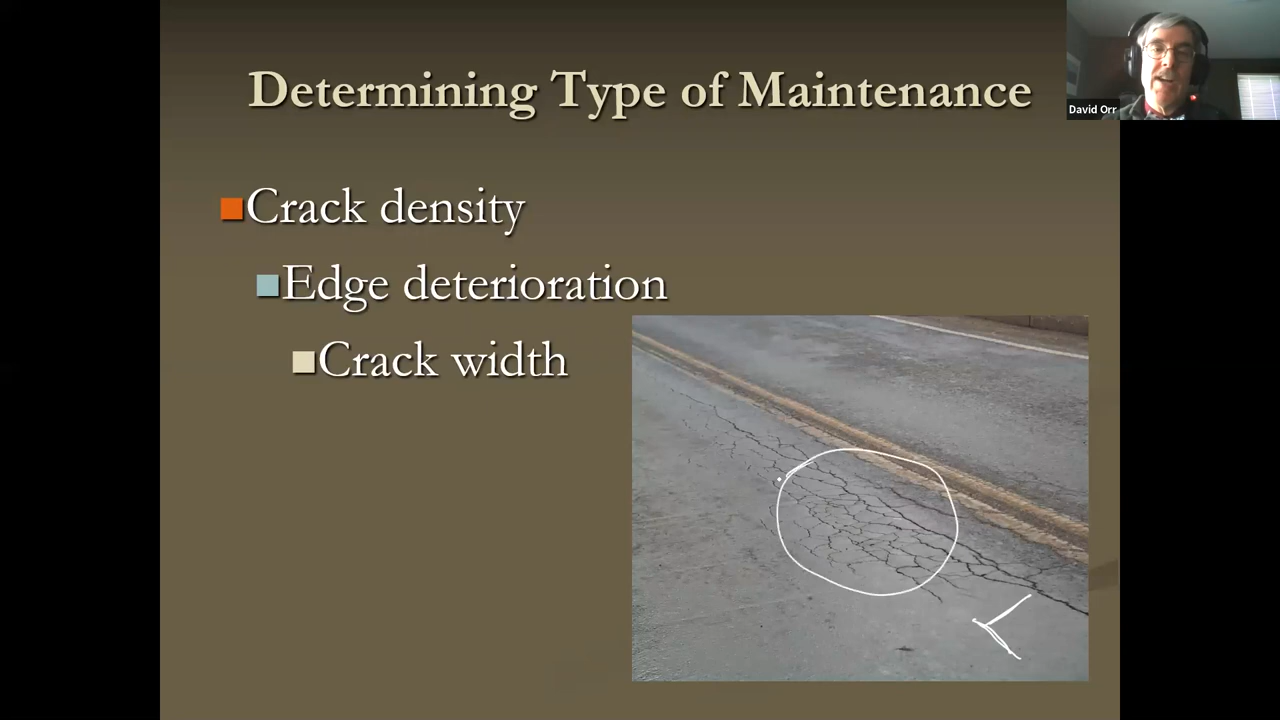 Determining Type of Maintenance
Crack density
Edge deterioration
Crack width
David Orr